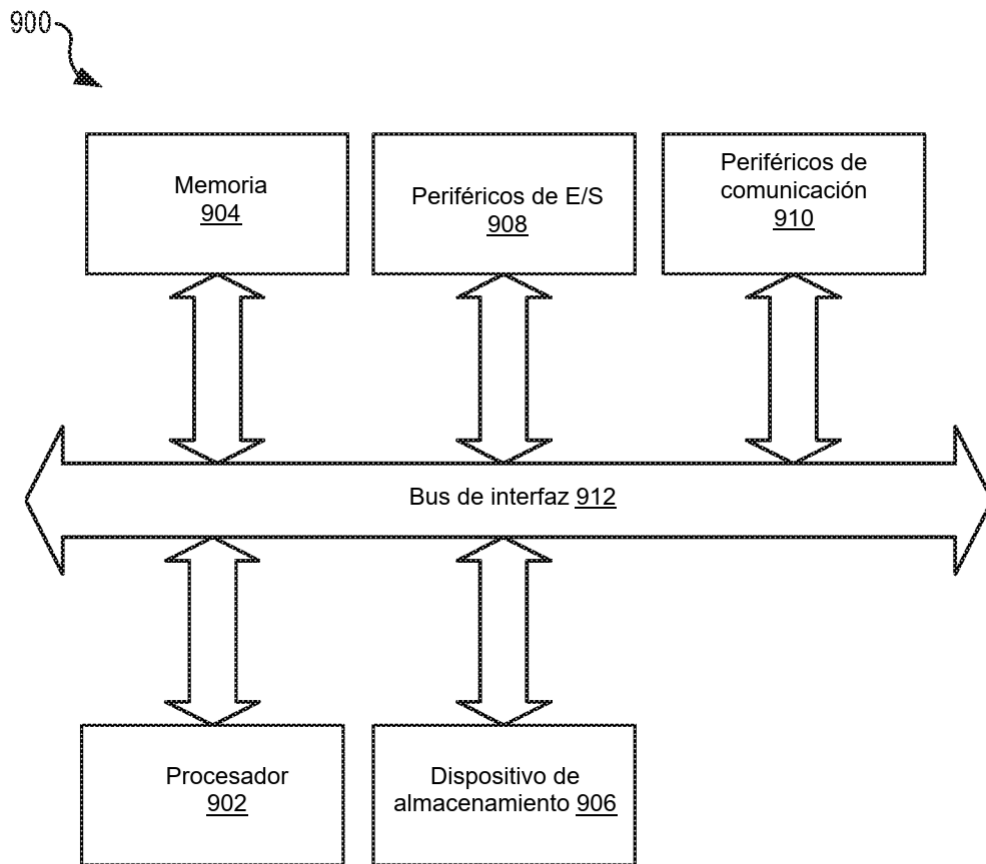 900
Memoria
904
Periféricos de E/S
908
Periféricos de
comunicación
910
Bus de interfaz 912
Procesador
902
Dispositivo de
almacenamiento 906